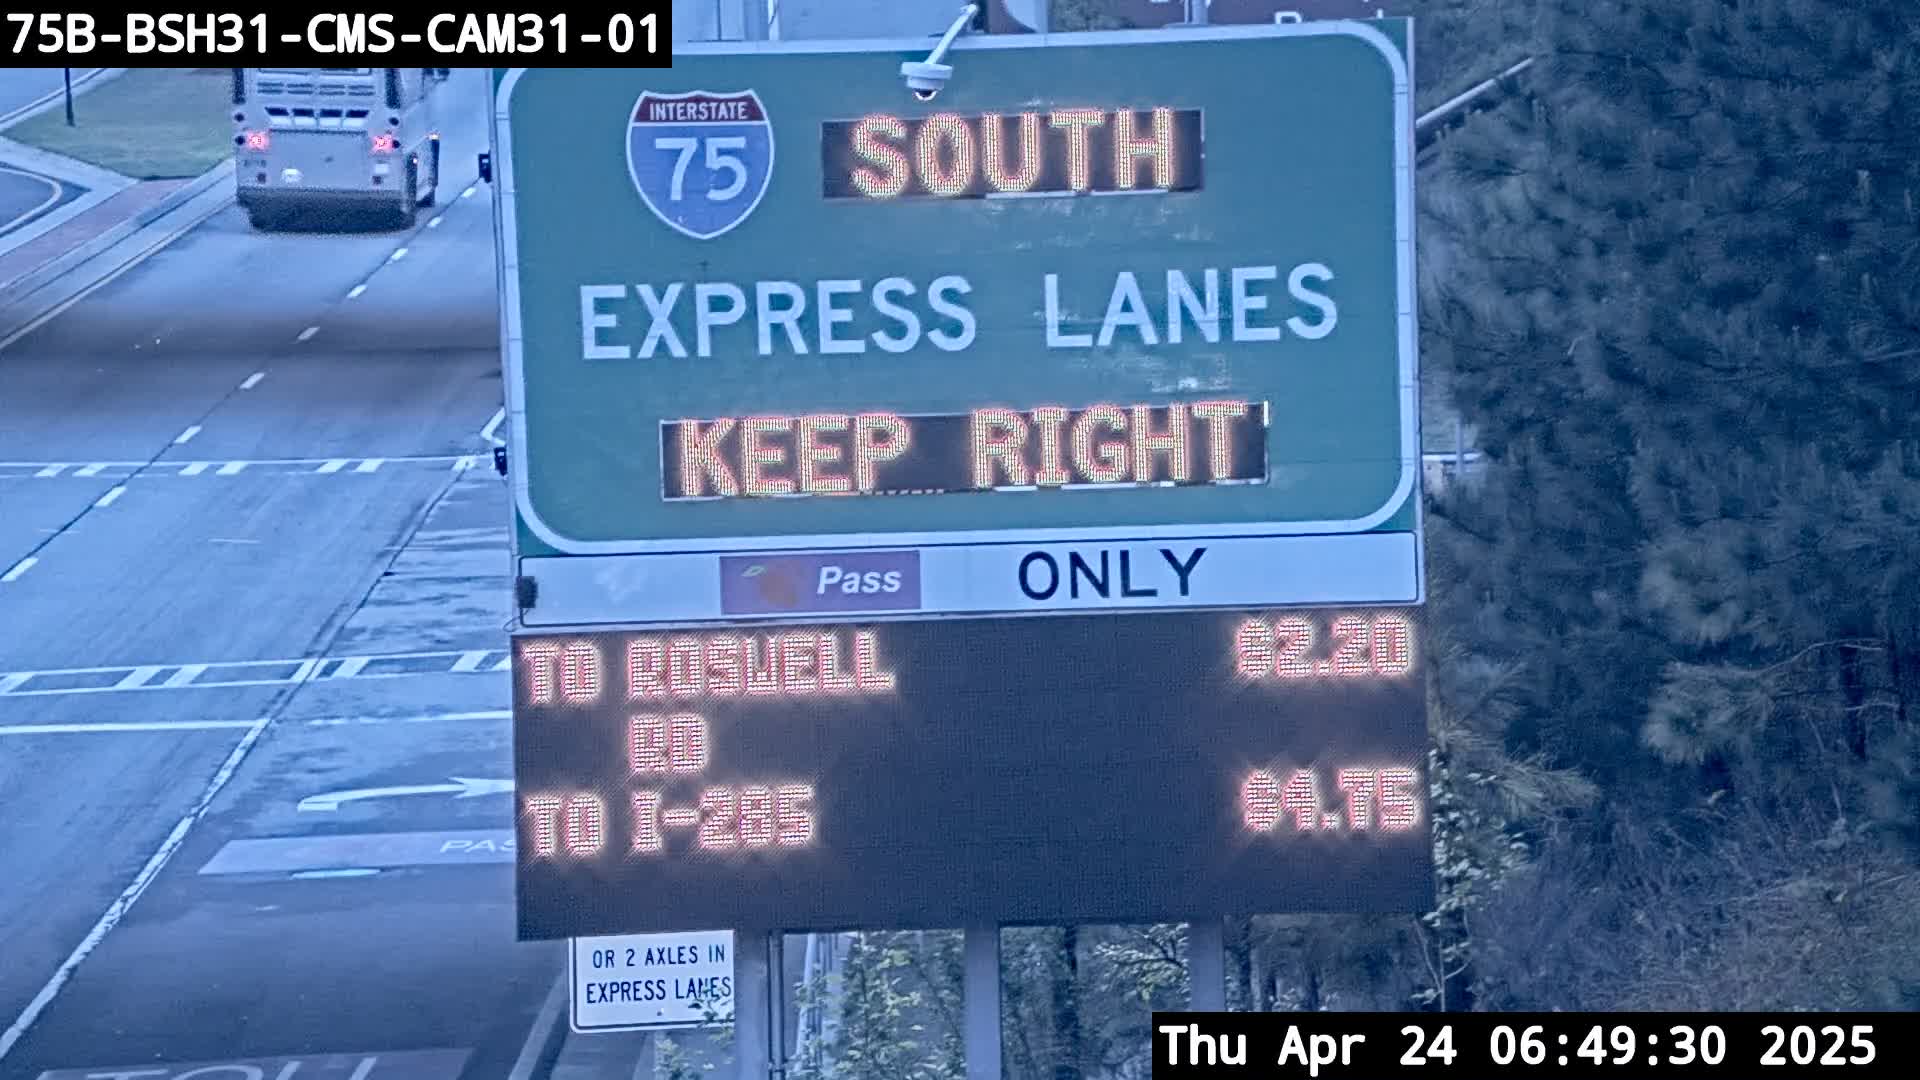 75B-BSH31-CMS-CAM31-01
INTERSTATE
75
SOUTH
EXPRESS LANES
KEEP RIGHT
Pass ONLY
TO ROSWELL $2.20
RD
TO I-285 $4.75
OR 2 AXLES IN
EXPRESS LANES
Thu Apr 24 06:49:30 2025